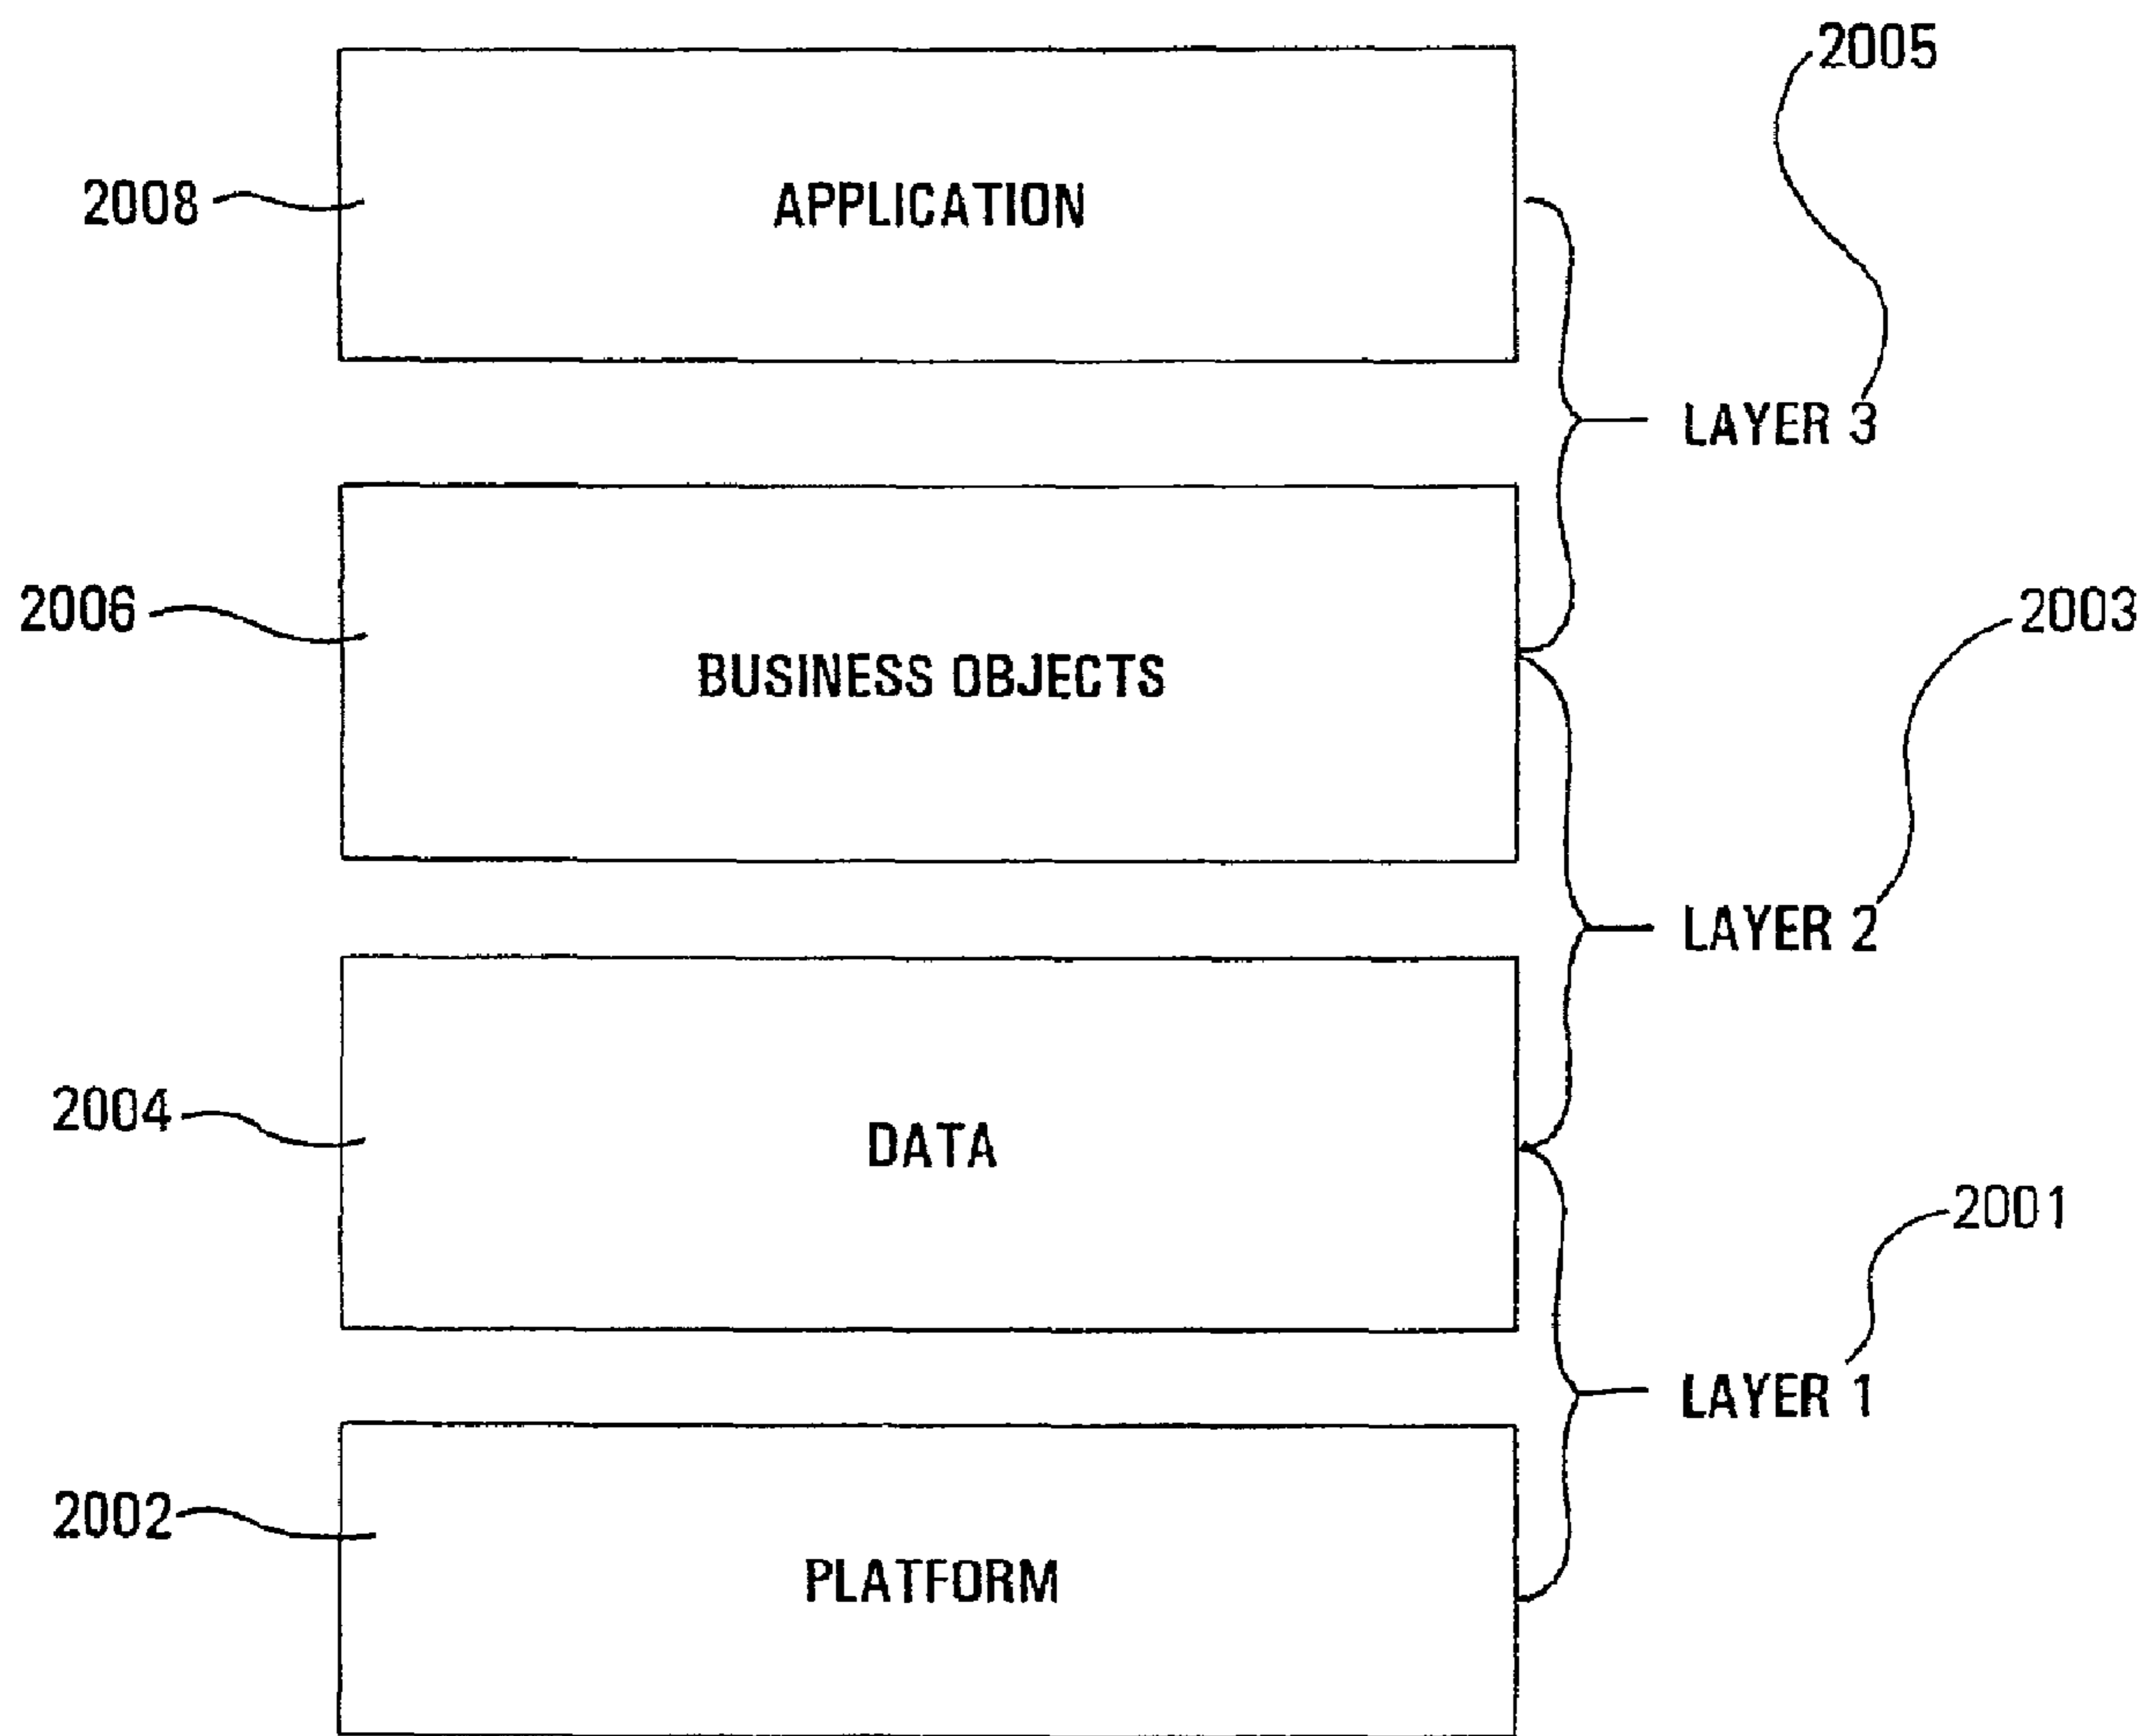 2005
2008
APPLICATION
LAYER 3
2006
2003
BUSINESS OBJECTS
LAYER 2
2004
DATA
2001
LAYER 1
2002
PLATFORM